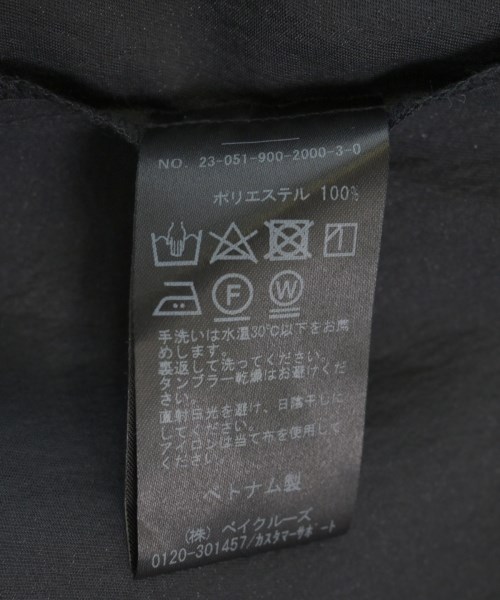 NO. 23-051-900-2000-3-0
ポリエステル 100%
F W
手洗いは水温30℃以下をお薦
めします。
裏返して洗ってください。
タンブラー乾燥はお避けくだ
さい。
直射日光を避け、日陰干しに
してください。
アイロンは当て布を使用して
ください。
ベトナム製
(株) ベイクルーズ
0120-301457/カスタマーサポート